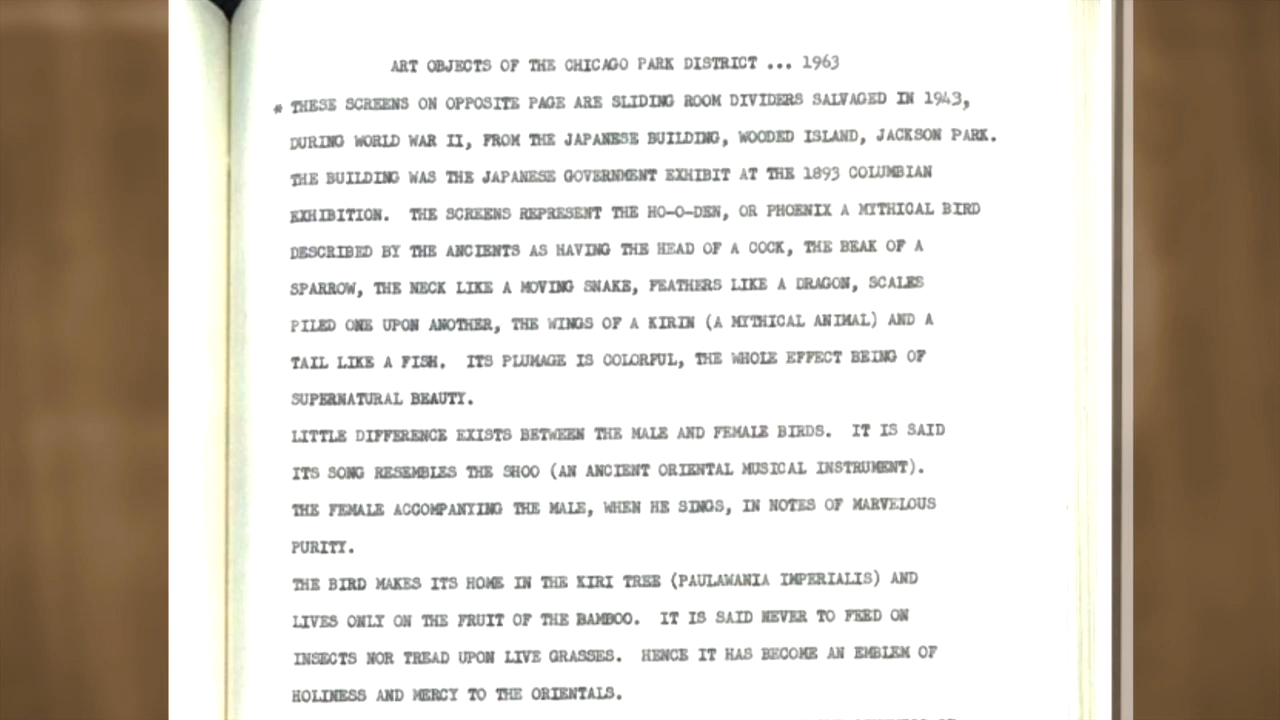 ART OBJECTS OF THE CHICAGO PARK DISTRICT ... 1963
* THESE SCREENS ON OPPOSITE PAGE ARE SLIDING ROOM DIVIDERS SALVAGED IN 1943,
DURING WORLD WAR II, FROM THE JAPANESE BUILDING, WOODED ISLAND, JACKSON PARK.
THE BUILDING WAS THE JAPANESE GOVERNMENT EXHIBIT AT THE 1893 COLUMBIAN
EXHIBITION. THE SCREENS REPRESENT THE HO-O-DEN, OR PHOENIX A MYTHICAL BIRD
DESCRIBED BY THE ANCIENTS AS HAVING THE HEAD OF A COCK, THE BEAK OF A
SPARROW, THE NECK LIKE A MOVING SNAKE, FEATHERS LIKE A DRAGON, SCALES
PILED ONE UPON ANOTHER, THE WINGS OF A KIRIN (A MYTHICAL ANIMAL) AND A
TAIL LIKE A FISH. ITS PLUMAGE IS COLORFUL, THE WHOLE EFFECT BEING OF
SUPERNATURAL BEAUTY.
LITTLE DIFFERENCE EXISTS BETWEEN THE MALE AND FEMALE BIRDS. IT IS SAID
ITS SONG RESEMBLES THE SHOO (AN ANCIENT ORIENTAL MUSICAL INSTRUMENT).
THE FEMALE ACCOMPANYING THE MALE, WHEN HE SINGS, IN NOTES OF MARVELOUS
PURITY.
THE BIRD MAKES ITS HOME IN THE KIRI TREE (PAULAWANIA IMPERIALIS) AND
LIVES ONLY ON THE FRUIT OF THE BAMBOO. IT IS SAID NEVER TO FEED ON
INSECTS NOR TREAD UPON LIVE GRASSES. HENCE IT HAS BECOME AN EMBLEM OF
HOLINESS AND MERCY TO THE ORIENTALS.